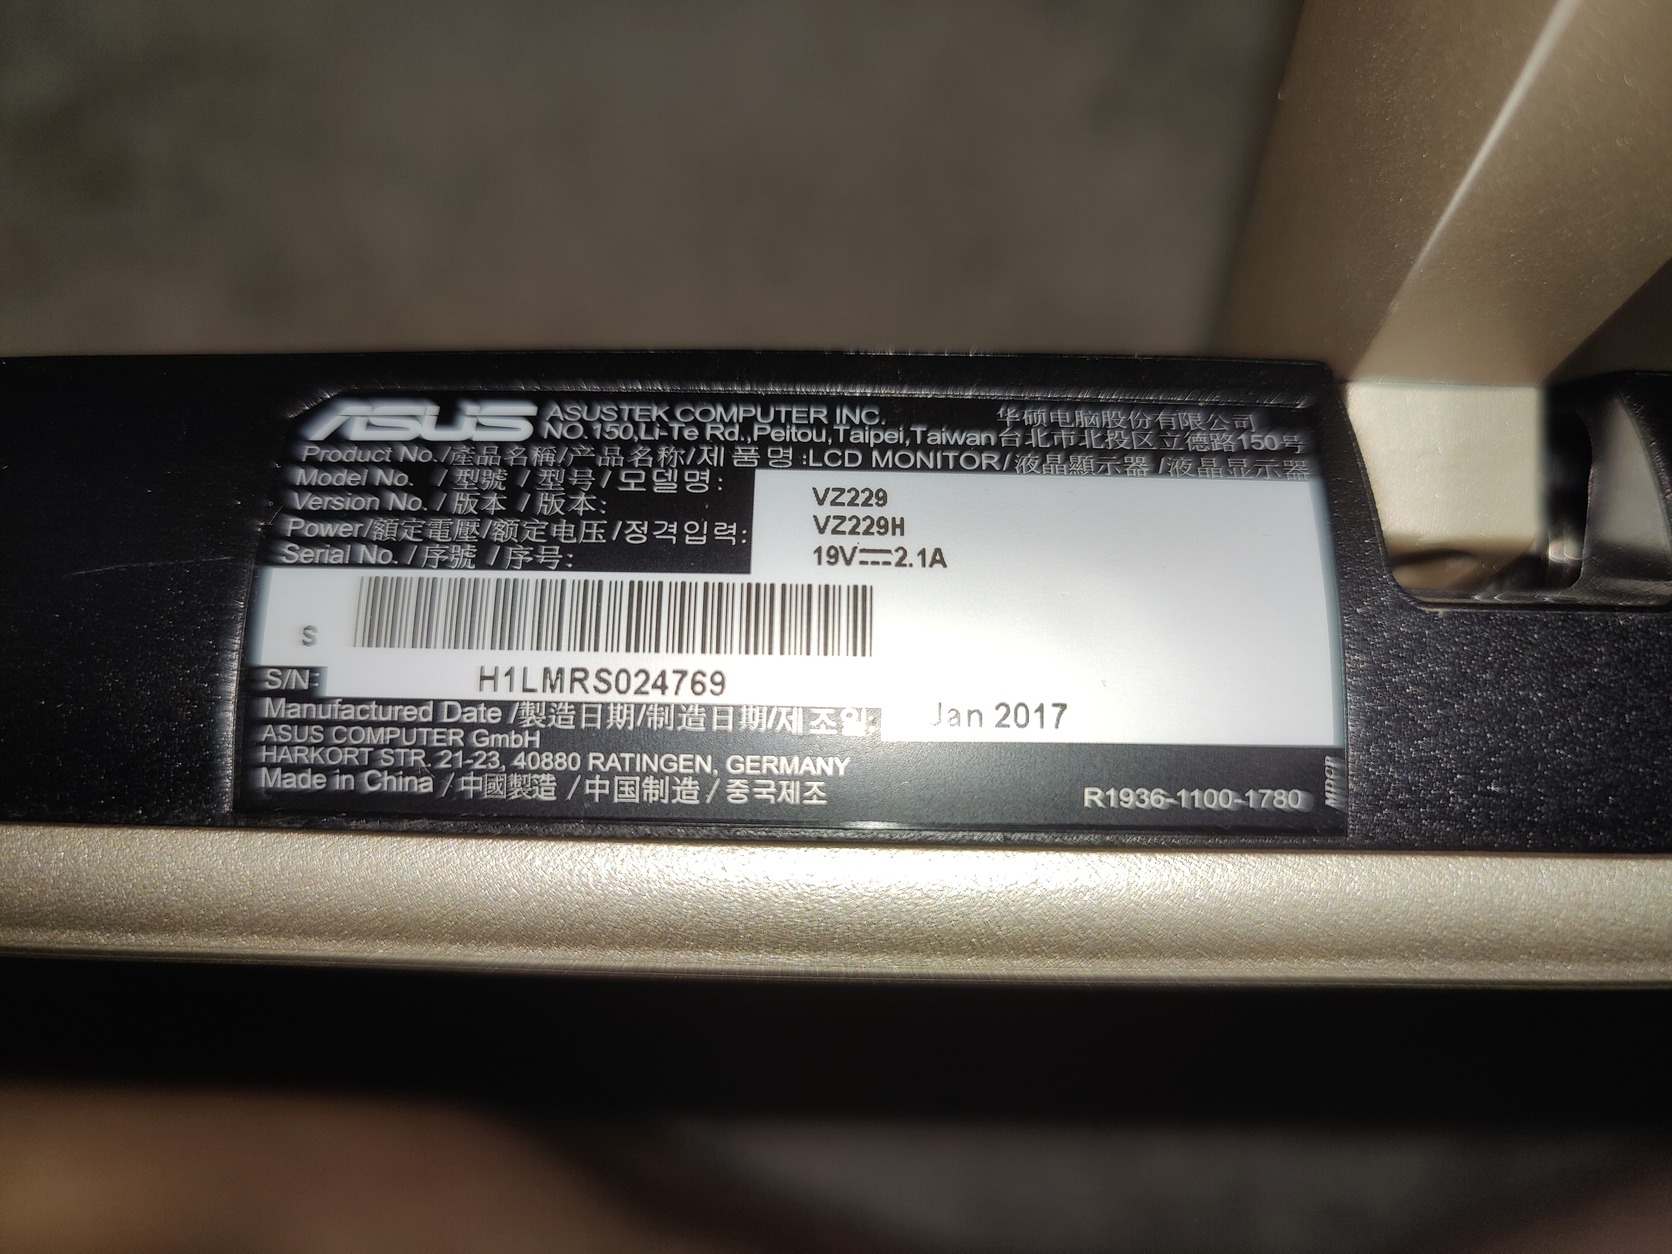 ASUS ASUSTEK COMPUTER INC. 华硕电脑股份有限公司
NO.150,Li-Te Rd.,Peitou,Taipei,Taiwan 台北市北投区立德路150号
Product No./產品名稱/产品名称/제품명:LCD MONITOR/液晶顯示器/液晶显示器
Model No. /型號 /型号/모델명: VZ229
Version No./版本 /版本: VZ229H
Power/額定電壓/额定电压/정격입력: 19V⎓2.1A
Serial No. /序號 /序号:
S
S/N: H1LMRS024769
Manufactured Date /製造日期/制造日期/제조일: Jan 2017
ASUS COMPUTER GmbH
HARKORT STR. 21-23, 40880 RATINGEN, GERMANY
Made in China /中國製造 /中国制造 /중국제조
R1936-1100-1780